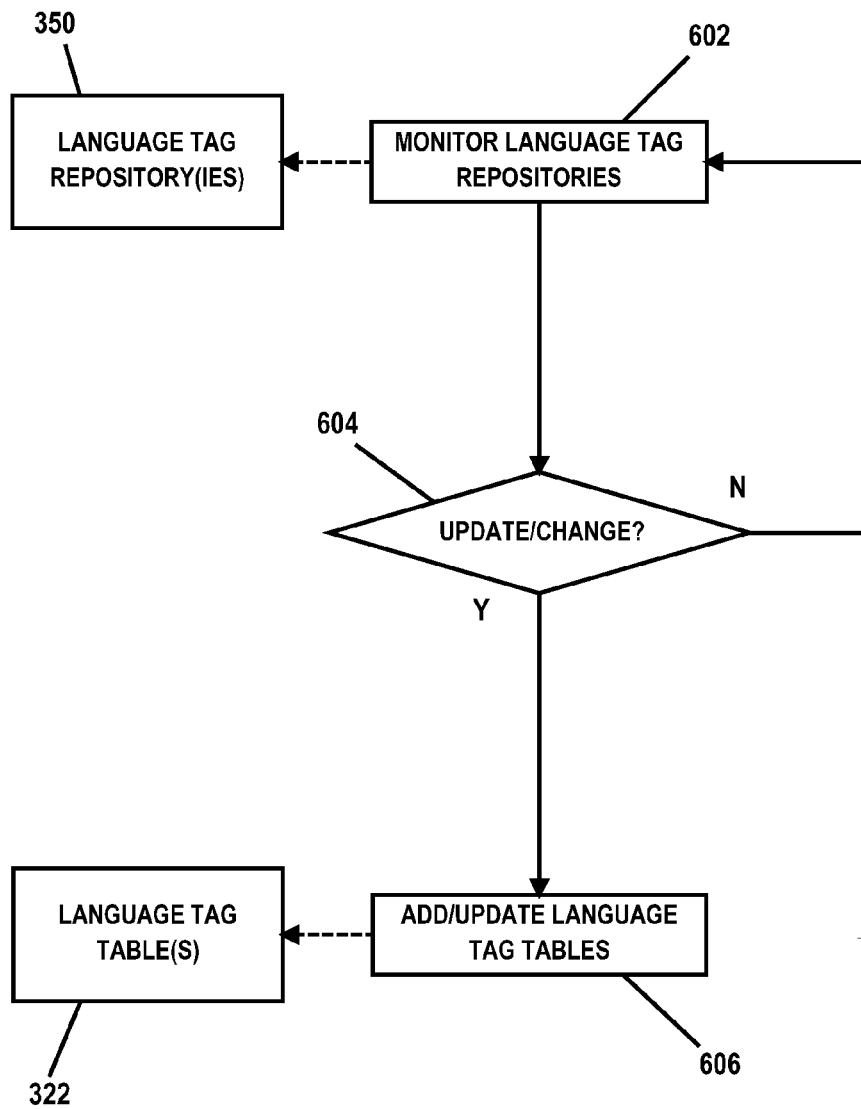 350
602
LANGUAGE TAG
REPOSITORY(IES)
MONITOR LANGUAGE TAG
REPOSITORIES
604
N
UPDATE/CHANGE?
Y
LANGUAGE TAG
TABLE(S)
ADD/UPDATE LANGUAGE
TAG TABLES
322
606